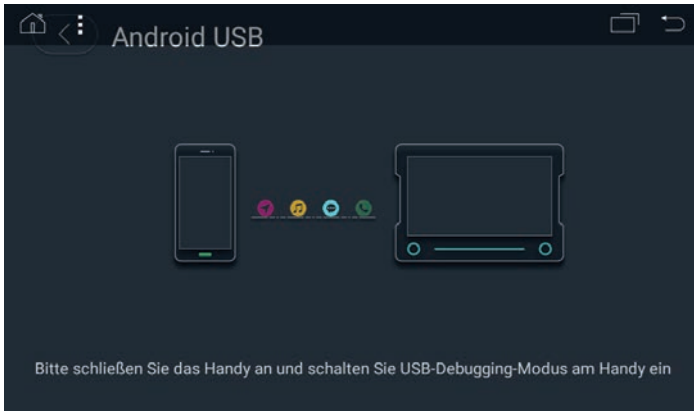 Android USB
Bitte schließen Sie das Handy an und schalten Sie USB-Debugging-Modus am Handy ein